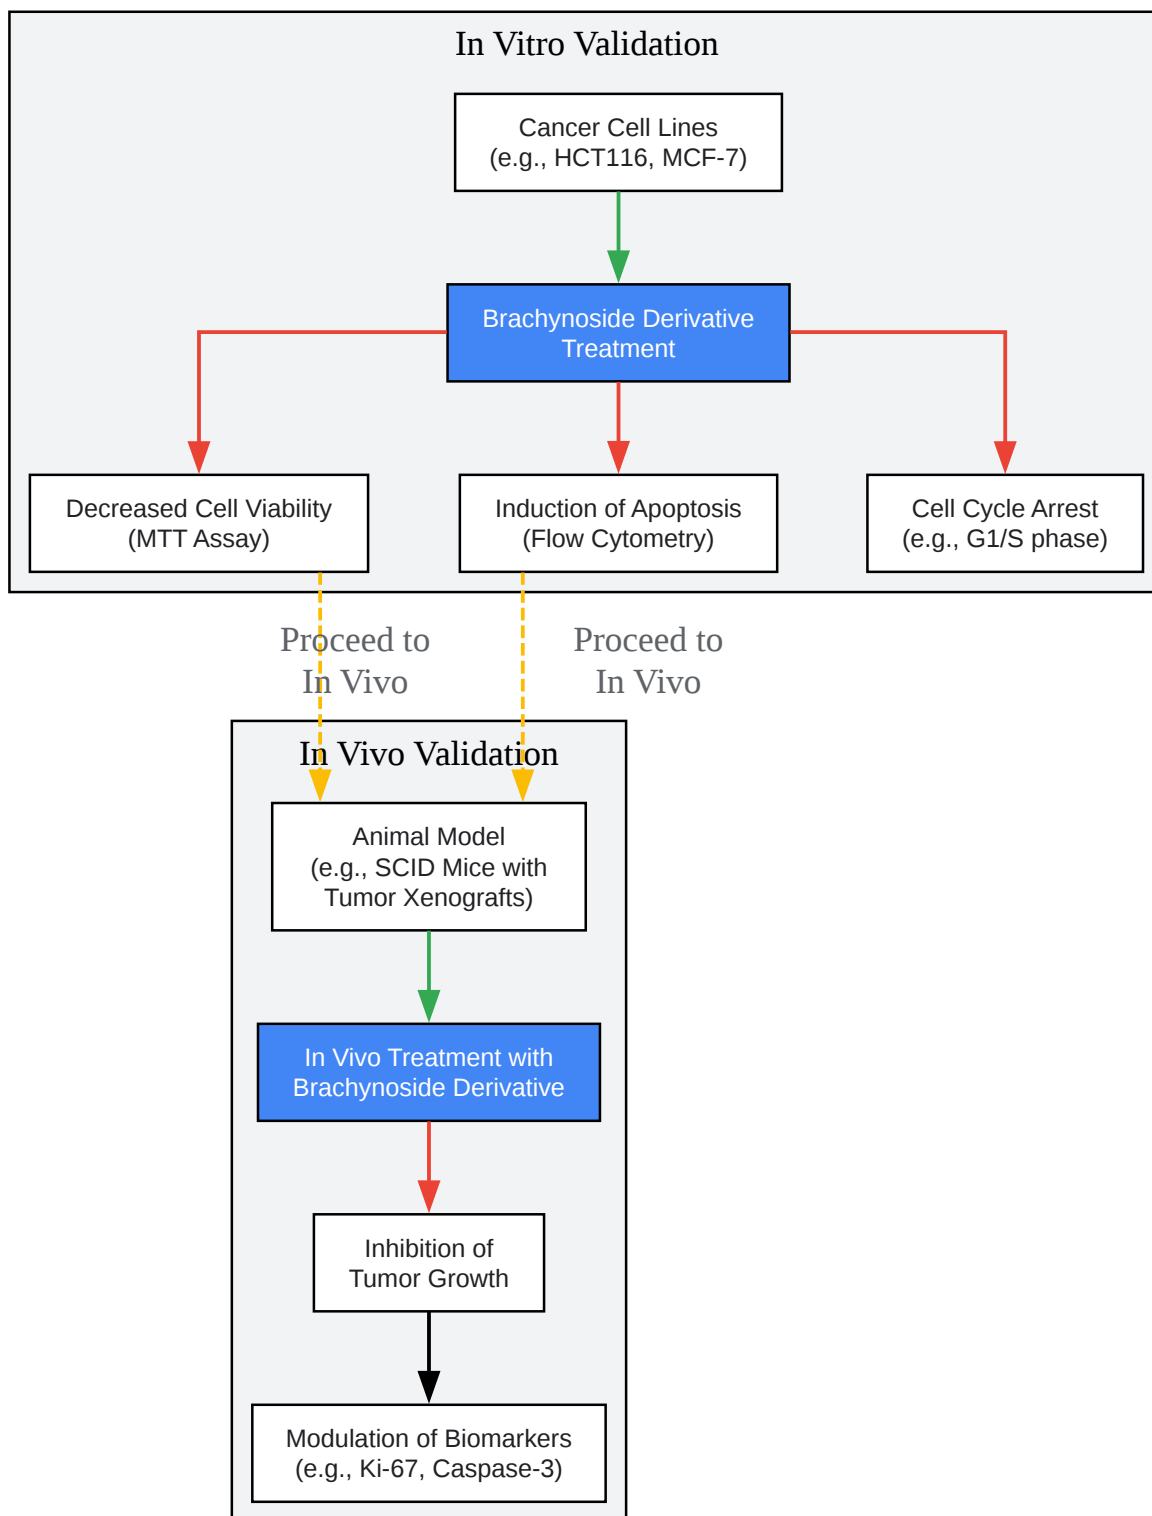 In Vitro Validation
Cancer Cell Lines
(e.g., HCT116, MCF-7)
Brachynoside Derivative
Treatment
Decreased Cell Viability
(MTT Assay)
Induction of Apoptosis
(Flow Cytometry)
Cell Cycle Arrest
(e.g., G1/S phase)
Proceed to
In Vivo
Proceed to
In Vivo
In Vivo Validation
Animal Model
(e.g., SCID Mice with
Tumor Xenografts)
In Vivo Treatment with
Brachynoside Derivative
Inhibition of
Tumor Growth
Modulation of Biomarkers
(e.g., Ki-67, Caspase-3)